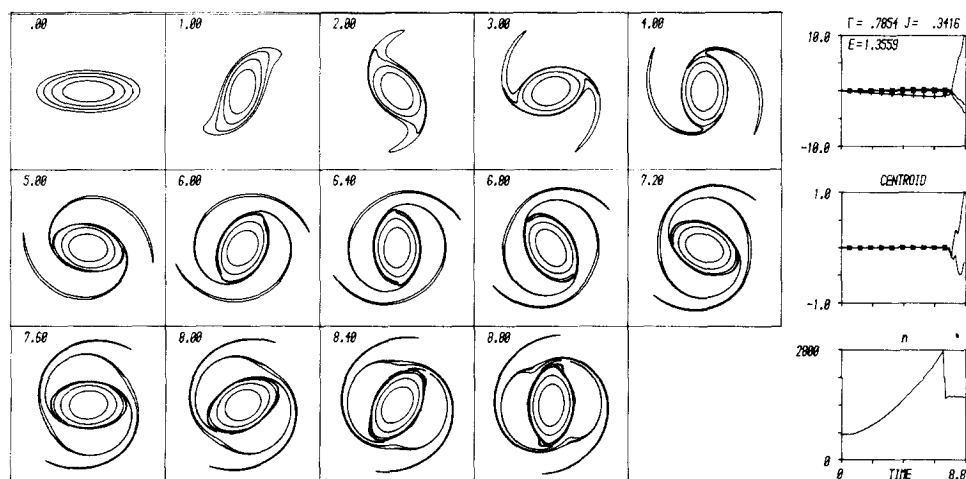 .00 1.00 2.00 3.00 4.00
Γ = .7854 J = .3416
10.0
E=1.3559
-10.0
5.00 6.00 6.40 6.80 7.20
CENTROID
1.0
-1.0
7.60 8.00 8.40 8.80
n
2000
0
0 TIME 8.8